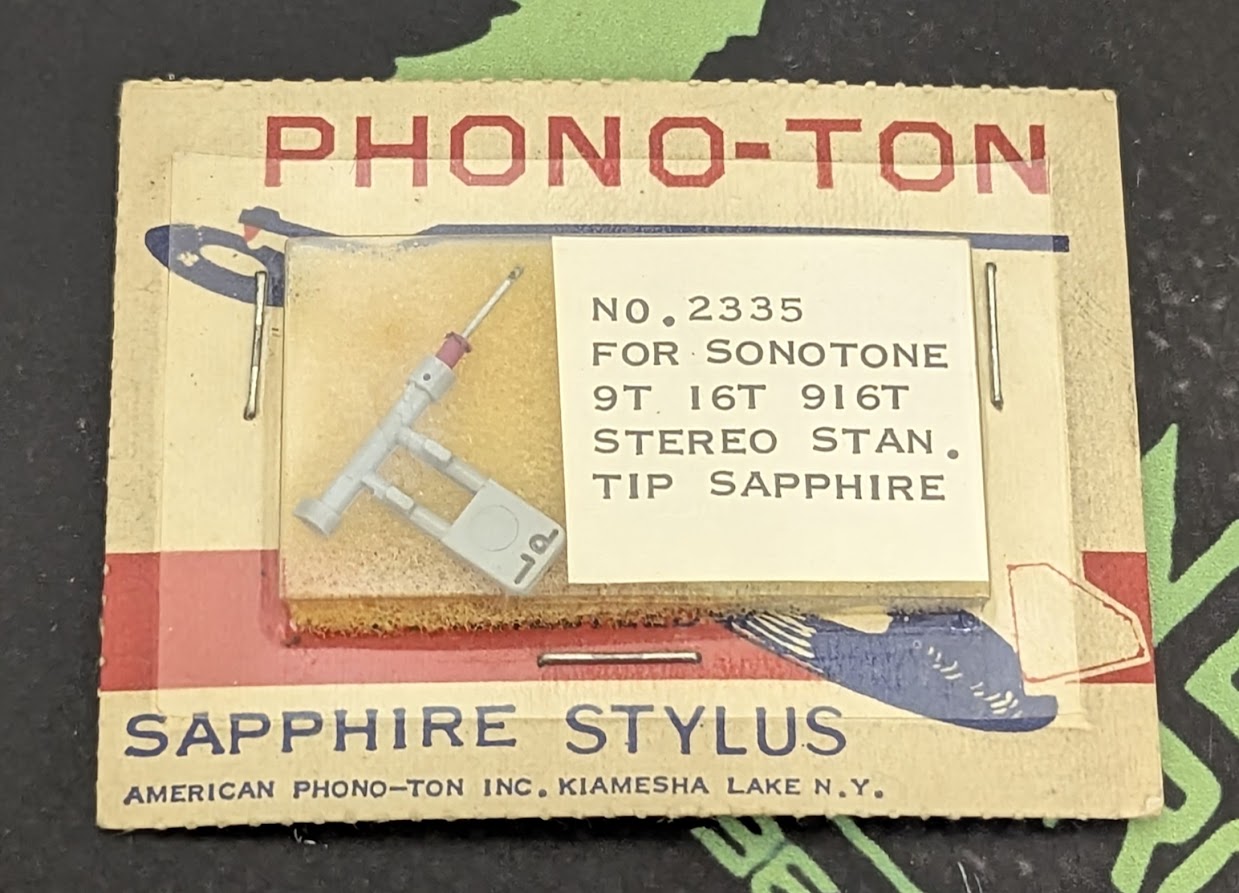 PHONO-TON
NO.2335
FOR SONOTONE
9T 16T 916T
STEREO STAN.
TIP SAPPHIRE
SAPPHIRE STYLUS
AMERICAN PHONO-TON INC. KIAMESHA LAKE N.Y.